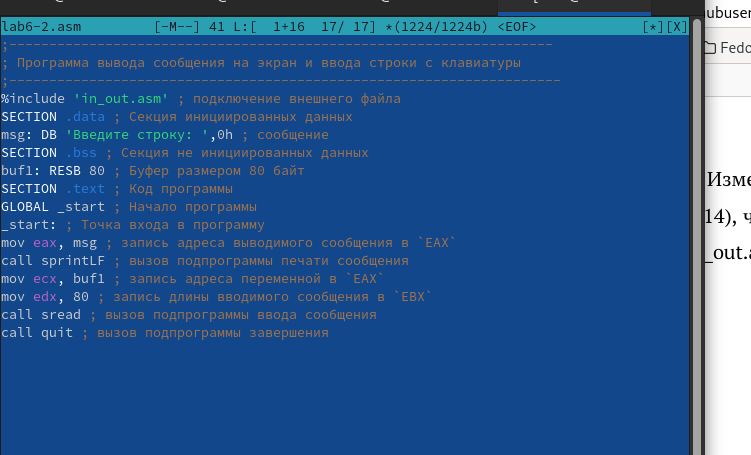 lab6-2.asm [-M--] 41 L:[ 1+16 17/ 17] *(1224/1224b) <EOF> [*][X]
;--------------------------------------------------------------------
; Программа вывода сообщения на экран и ввода строки с клавиатуры
;---------------------------------------------------------------------
%include 'in_out.asm' ; подключение внешнего файла
SECTION .data ; Секция инициированных данных
msg: DB 'Введите строку: ',0h ; сообщение
SECTION .bss ; Секция не инициированных данных
buf1: RESB 80 ; Буфер размером 80 байт
SECTION .text ; Код программы
GLOBAL _start ; Начало программы
_start: ; Точка входа в программу
mov eax, msg ; запись адреса выводимого сообщения в `EAX`
call sprintLF ; вызов подпрограммы печати сообщения
mov ecx, buf1 ; запись адреса переменной в `EAX`
mov edx, 80 ; запись длины вводимого сообщения в `EBX`
call sread ; вызов подпрограммы ввода сообщения
call quit ; вызов подпрограммы завершения
ubuser
Fedo
Изме
14), ч
_out.a